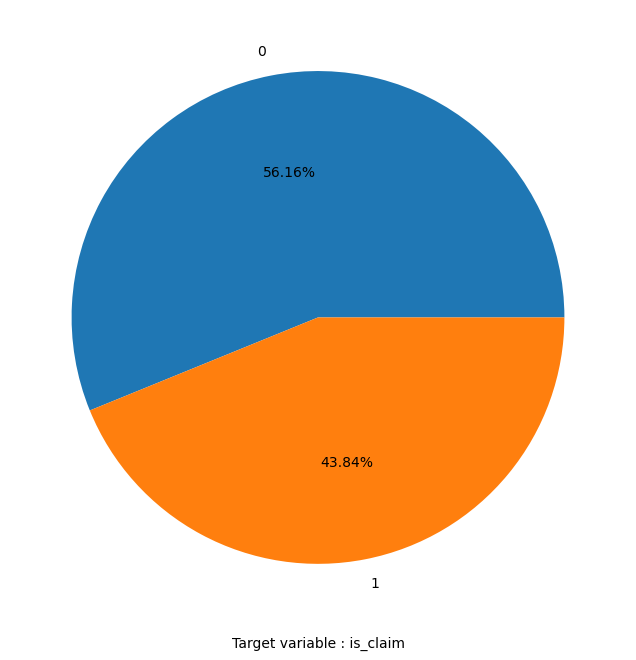 0
56.16%
43.84%
1
Target variable : is_claim